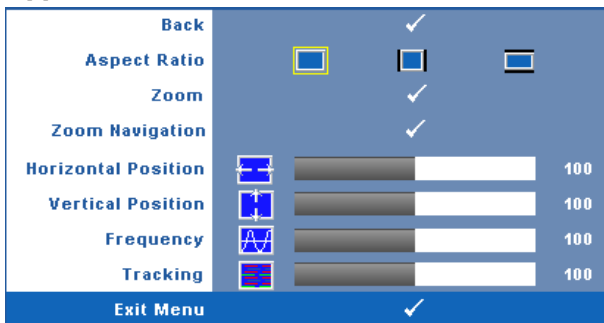 Back
Aspect Ratio
Zoom
Zoom Navigation
Horizontal Position 100
Vertical Position 100
Frequency 100
Tracking 100
Exit Menu